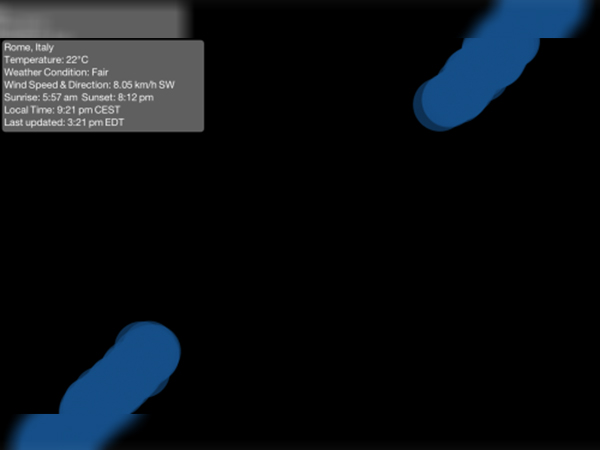 Rome, Italy
Temperature: 22°C
Weather Condition: Fair
Wind Speed & Direction: 8.05 km/h SW
Sunrise: 5:57 am Sunset: 8:12 pm
Local Time: 9:21 pm CEST
Last updated: 3:21 pm EDT